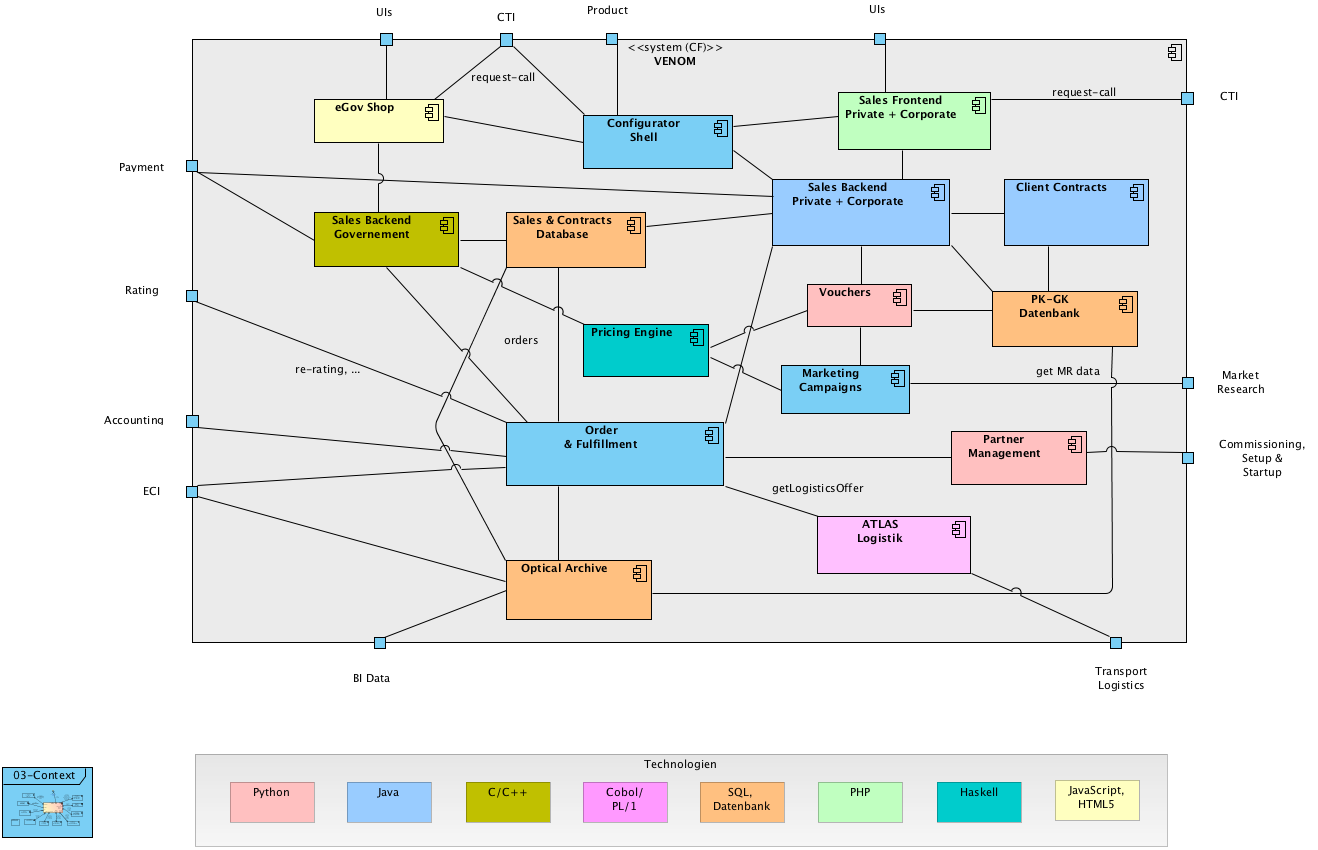 UIs
CTI
Product
UIs
<<system (CF)>>
VENOM
request-call
eGov Shop
Configurator
Shell
Sales Frontend
Private + Corporate
request-call
CTI
Payment
Sales Backend
Private + Corporate
Client Contracts
Sales Backend
Governement
Sales & Contracts
Database
Rating
Vouchers
PK-GK
Datenbank
Pricing Engine
orders
re-rating, ...
Marketing
Campaigns
get MR data
Market
Research
Accounting
Order
& Fulfillment
Partner
Management
Commissioning,
Setup &
Startup
ECI
getLogisticsOffer
ATLAS
Logistik
Optical Archive
BI Data
Transport
Logistics
03-Context
Technologien
Python
Java
C/C++
Cobol/
PL/1
SQL,
Datenbank
PHP
Haskell
JavaScript,
HTML5